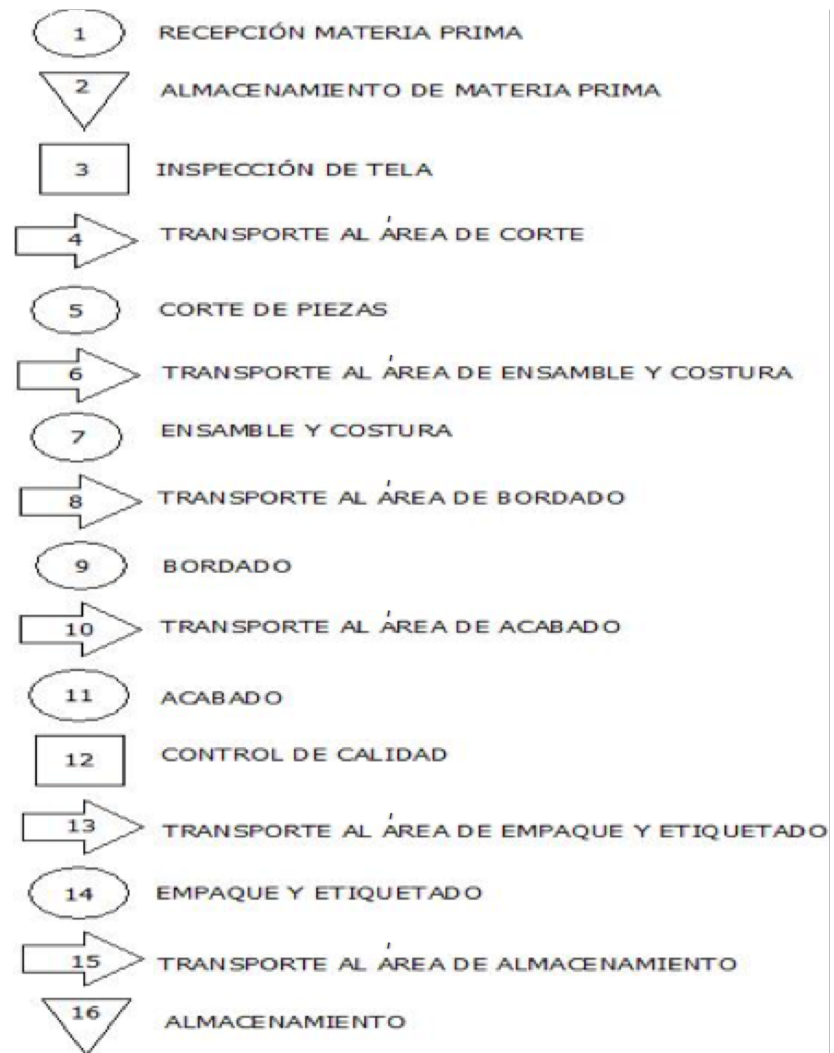 1 RECEPCIÓN MATERIA PRIMA
2 ALMACENAMIENTO DE MATERIA PRIMA
3 INSPECCIÓN DE TELA
4 TRANSPORTE AL ÁREA DE CORTE
5 CORTE DE PIEZAS
6 TRANSPORTE AL ÁREA DE ENSAMBLE Y COSTURA
7 ENSAMBLE Y COSTURA
8 TRANSPORTE AL ÁREA DE BORDADO
9 BORDADO
10 TRANSPORTE AL ÁREA DE ACABADO
11 ACABADO
12 CONTROL DE CALIDAD
13 TRANSPORTE AL ÁREA DE EMPAQUE Y ETIQUETADO
14 EMPAQUE Y ETIQUETADO
15 TRANSPORTE AL ÁREA DE ALMACENAMIENTO
16 ALMACENAMIENTO